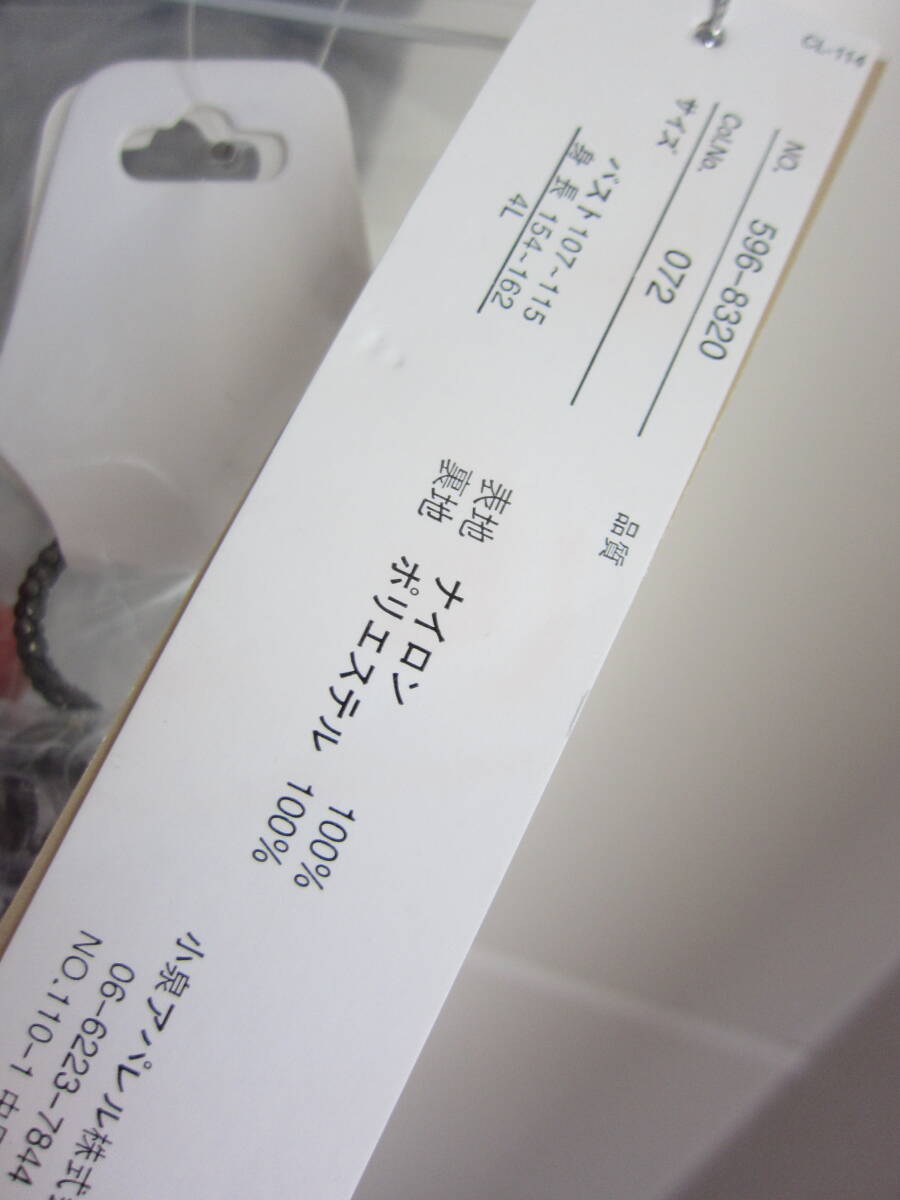 CL-114
NO. 596-8320
Col.No. 072
サイズ
バスト107~115
身長154~162
4L
品質
表地 ナイロン 100%
裏地 ポリエステル 100%
小泉アパレル株式
06-6223-7844
NO.110-1 中